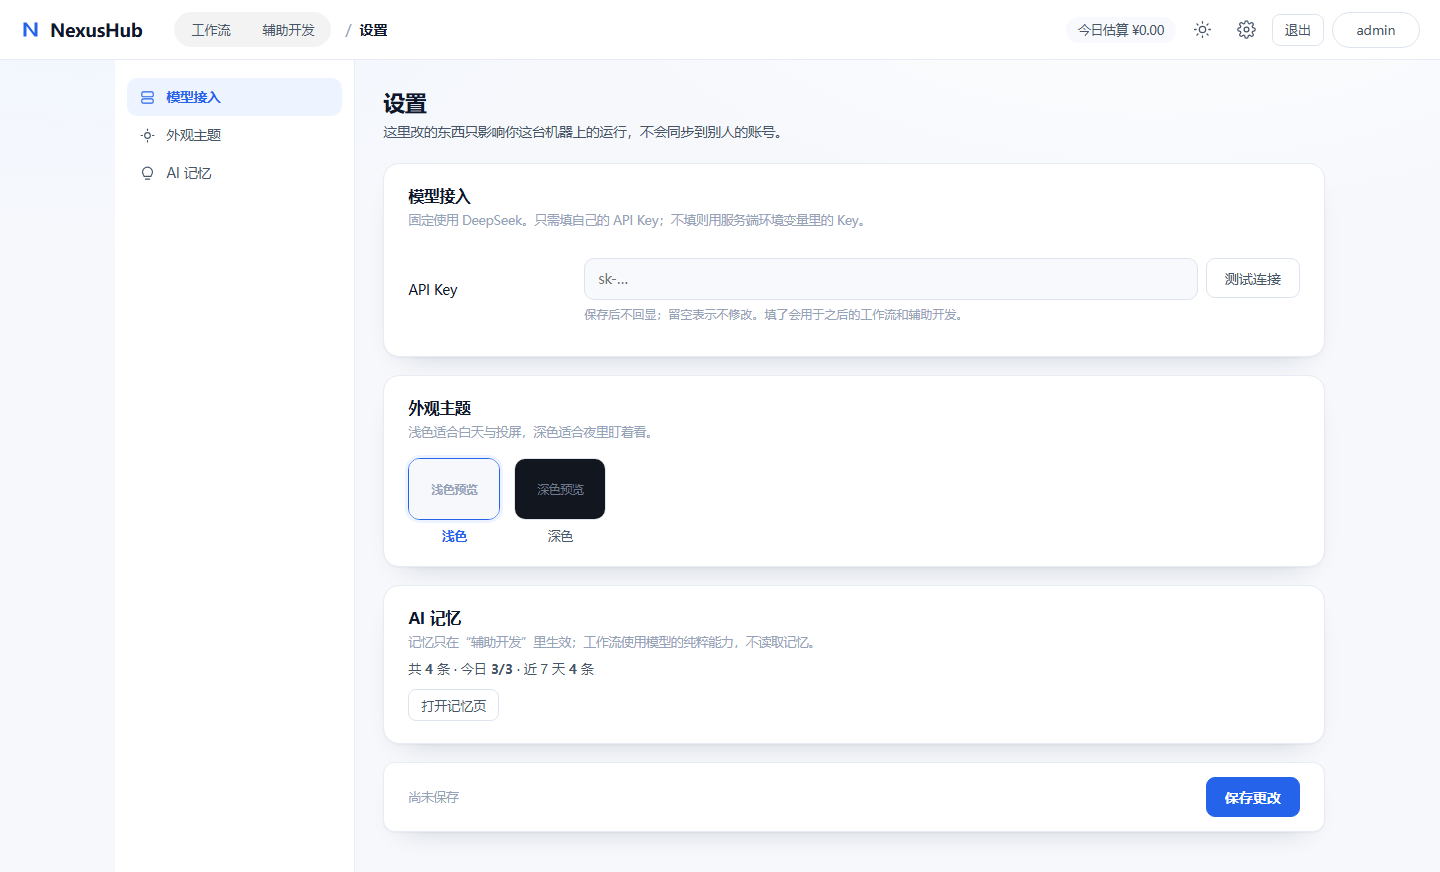 NexusHub
工作流 辅助开发 / 设置
今日估算 ¥0.00 退出 admin
模型接入
外观主题
AI 记忆
设置
这里改的东西只影响你这台机器上的运行，不会同步到别人的账号。
模型接入
固定使用 DeepSeek。只需填自己的 API Key；不填则用服务端环境变量里的 Key。
API Key
sk-...
测试连接
保存后不回显；留空表示不修改。填了会用于之后的工作流和辅助开发。
外观主题
浅色适合白天与投屏，深色适合夜里盯着看。
浅色预览 深色预览
浅色 深色
AI 记忆
记忆只在“辅助开发”里生效；工作流使用模型的纯粹能力，不读取记忆。
共 4 条 · 今日 3/3 · 近 7 天 4 条
打开记忆页
尚未保存
保存更改